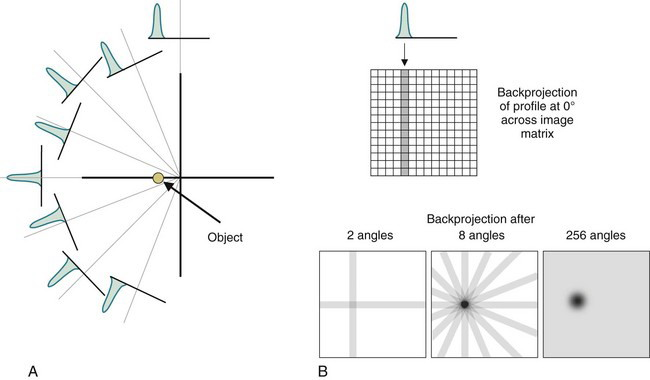 Object
A
Backprojection
of profile at 0°
across image
matrix
Backprojection after
2 angles
8 angles
256 angles
B